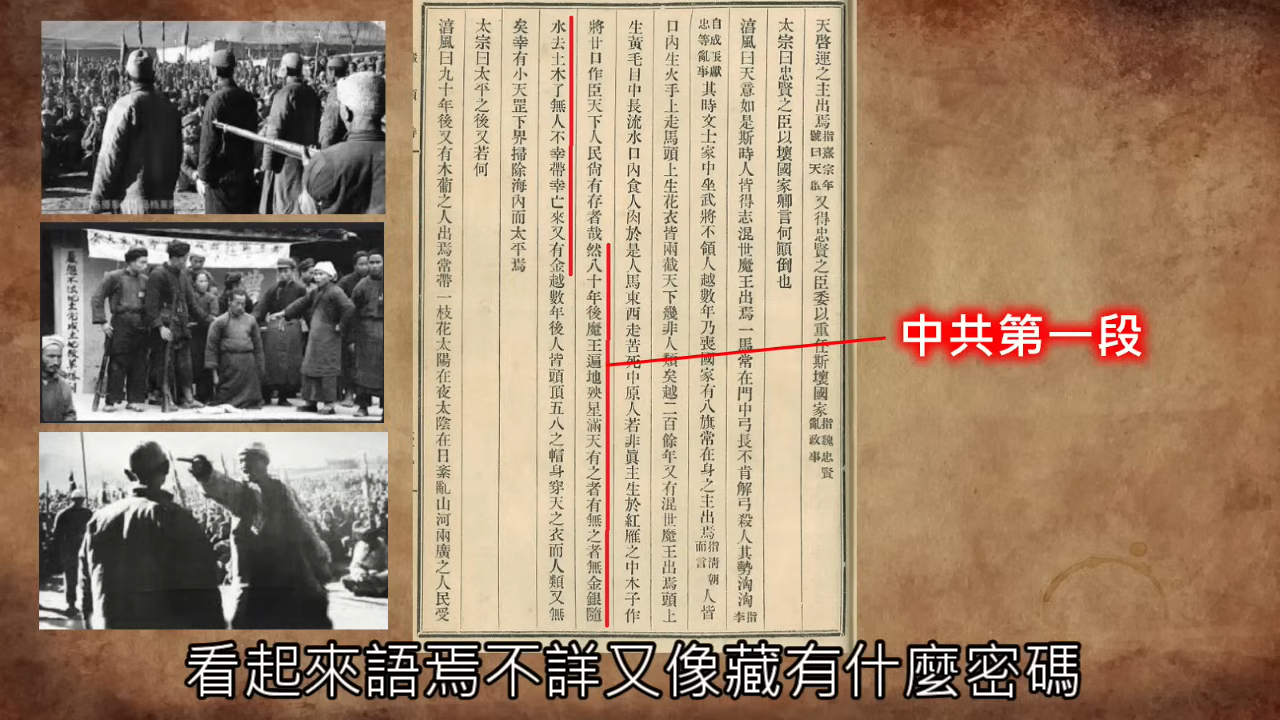 天啓運之主出焉指熹宗年號曰天啟又得忠賢之臣委以重任斯壞國家指魏忠賢亂政事
太宗曰忠賢之臣以壞國家卿言何顛倒也
湻風曰天意如是斯時人皆得志混世魔王出焉一馬常在門中弓長不肯解弓殺人其勢洶洶指李
自成張獻忠等亂事其時文士家中坐武將不領人越數年乃喪國家有八旗常在身之主出焉指清朝而言人皆
口內生火手上走馬頭上生花衣皆兩截天下幾非人類矣越二百餘年又有混世魔王出焉頭上
生黃毛目中長流水口內食人肉於是人馬東西走苦死中原人若非眞主生於紅雁之中木子作
將廿口作臣天下人民尙有存者哉然八十年後魔王遍地殃星滿天有之者有無之者無金銀隨
水去土木了無人不幸帶幸亡來又有金越數年後人皆頭頂五八之帽身穿天之衣而人類又無
矣幸有小天罡下界掃除海內而太平焉
太宗曰太平之後又若何
湻風曰九十年後又有木葡之人出焉常帶一枝花太陽在夜太陰在日紊亂山河兩廣之人民受
中共第一段
看起來語焉不詳又像藏有什麼密碼